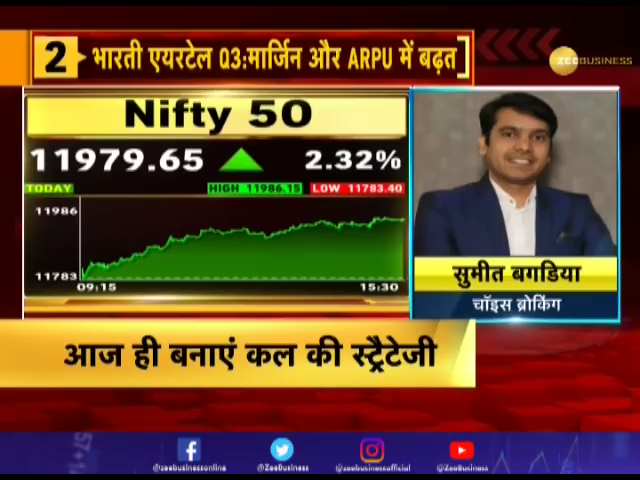 2
भारती एयरटेल Q3:मार्जिन और ARPU में बढ़त
ZEEBUSINESS
Nifty 50
11979.65 2.32%
TODAY HIGH 11986.15 LOW 11783.40
11986
11783
09:15 15:30
सुमीत बगडिया
चॉइस ब्रोकिंग
आज ही बनाएं कल की स्ट्रैटेजी
@zeebusinessonline @ZeeBusiness @zeebusinessofficial @ZeeBusiness